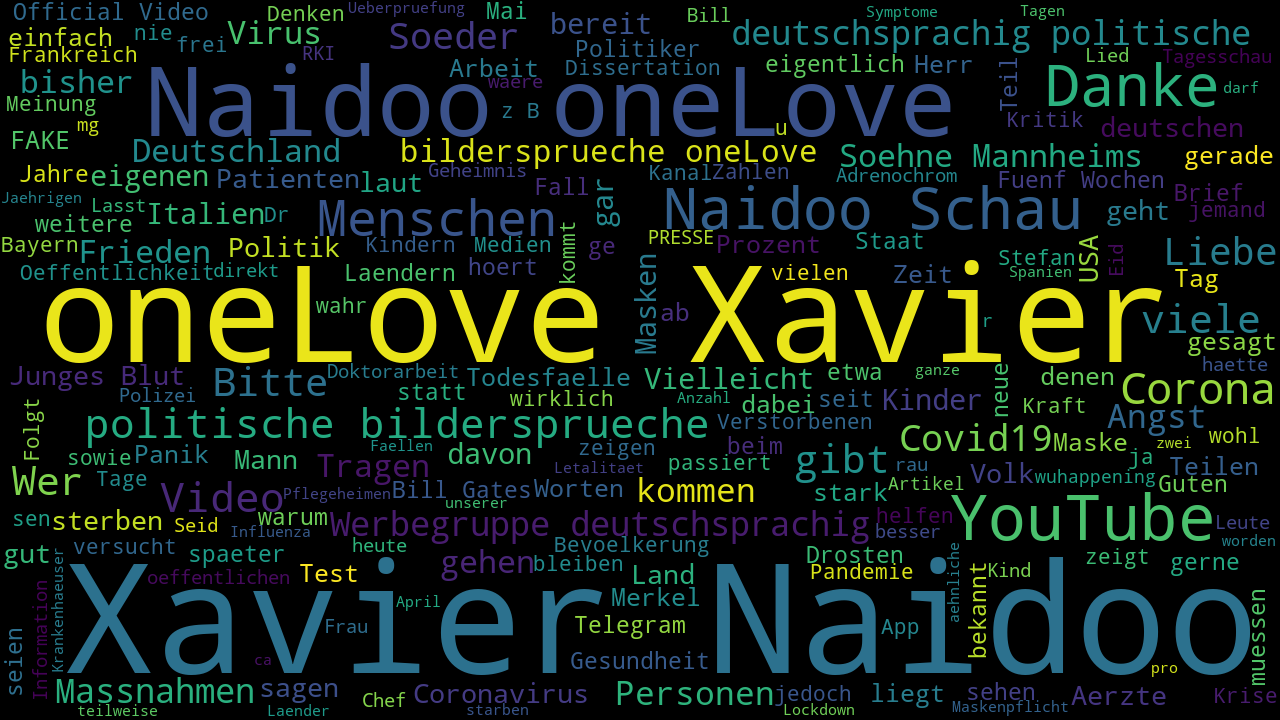 Official Video
nie
Denken
Ueberpruefung
Mai
Bill
Symptome
Tagen
einfach
frei
Virus
Soeder
bereit
deutschsprachig politische
Frankreich
RKI
Politiker
eigentlich
Herr
Teil
Lied
Tagesschau
bisher
Naidoo oneLove
Arbeit
Dissertation
waere
Danke
darf
Meinung
z B
Kritik
mg
u
deutschen
FAKE
Deutschland
bildersprueche oneLove
Soehne Mannheims
gerade
Jahre
eigenen
Patienten
laut
Geheimnis
Fall
gar
Kanal
Zahlen
Adrenochrom
Fuenf Wochen
Brief
Jaehrigen
Lasst
Italien
Dr
Menschen
Naidoo Schau
geht
jemand
weitere
Bayern
Frieden
Politik
Kindern
Medien
kommt
ge
PRESSE
Prozent
Staat
Stefan
USA
Eid
Liebe
Oeffentlichkeit
direkt
Laendern
hoert
Masken
vielen
Zeit
Spanien
Tag
oneLove Xavier
wahr
ab
r
viele
gesagt
Junges Blut
Bitte
Doktorarbeit
Todesfaelle
Vielleicht
etwa
ganze
neue
denen
haette
Polizei
statt
wirklich
Anzahl
dabei
seit
Kinder
Kraft
Corona
Folgt
politische bildersprueche
Verstorbenen
Angst
sowie
Panik
Mann
Faellen
davon
zeigen
beim
Covid19
Maske
zwei
wohl
Wer
Tage
Tragen
Letalitaet
passiert
gibt
rau
ja
Teilen
Video
Pflegeheimen
Bill Gates
Worten
kommen
stark
Artikel
Volk
wuhappening
Guten
unserer
sen
sterben
Seid
warum
Influenza
Werbegruppe deutschsprachig
helfen
besser
YouTube
Leute
worden
gut
versucht
spaeter
heute
gehen
Bevoelkerung
bleiben
Drosten
aehnliche
zeigt
gerne
Krankenhaeuser
oeffentlichen
Test
Land
Pandemie
Kind
Xavier Naidoo
April
Merkel
bekannt
muessen
Information
Frau
Telegram
App
seien
ca
Gesundheit
pro
Massnahmen
sagen
Chef
Coronavirus
Personen
jedoch
liegt
sehen
Aerzte
Krise
teilweise
Laender
starben
Lockdown
Maskenpflicht